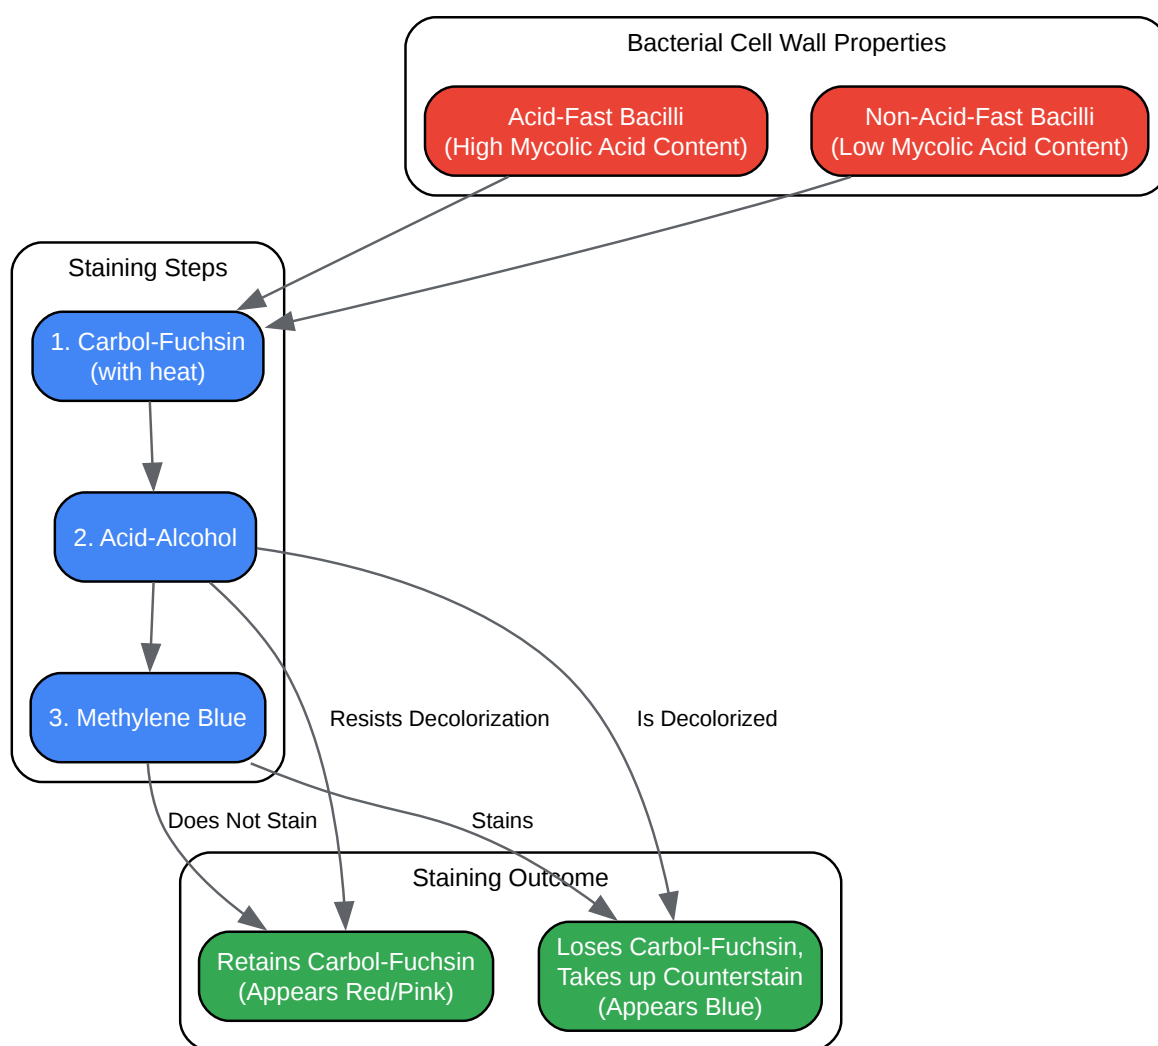 Bacterial Cell Wall Properties
Acid-Fast Bacilli
(High Mycolic Acid Content)
Non-Acid-Fast Bacilli
(Low Mycolic Acid Content)
Staining Steps
1. Carbol-Fuchsin
(with heat)
2. Acid-Alcohol
3. Methylene Blue
Resists Decolorization
Is Decolorized
Does Not Stain
Stains
Staining Outcome
Retains Carbol-Fuchsin
(Appears Red/Pink)
Loses Carbol-Fuchsin,
Takes up Counterstain
(Appears Blue)